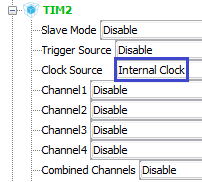 TIM2
Slave Mode Disable
Trigger Source Disable
Clock Source Internal Clock
Channel1 Disable
Channel2 Disable
Channel3 Disable
Channel4 Disable
Combined Channels Disable